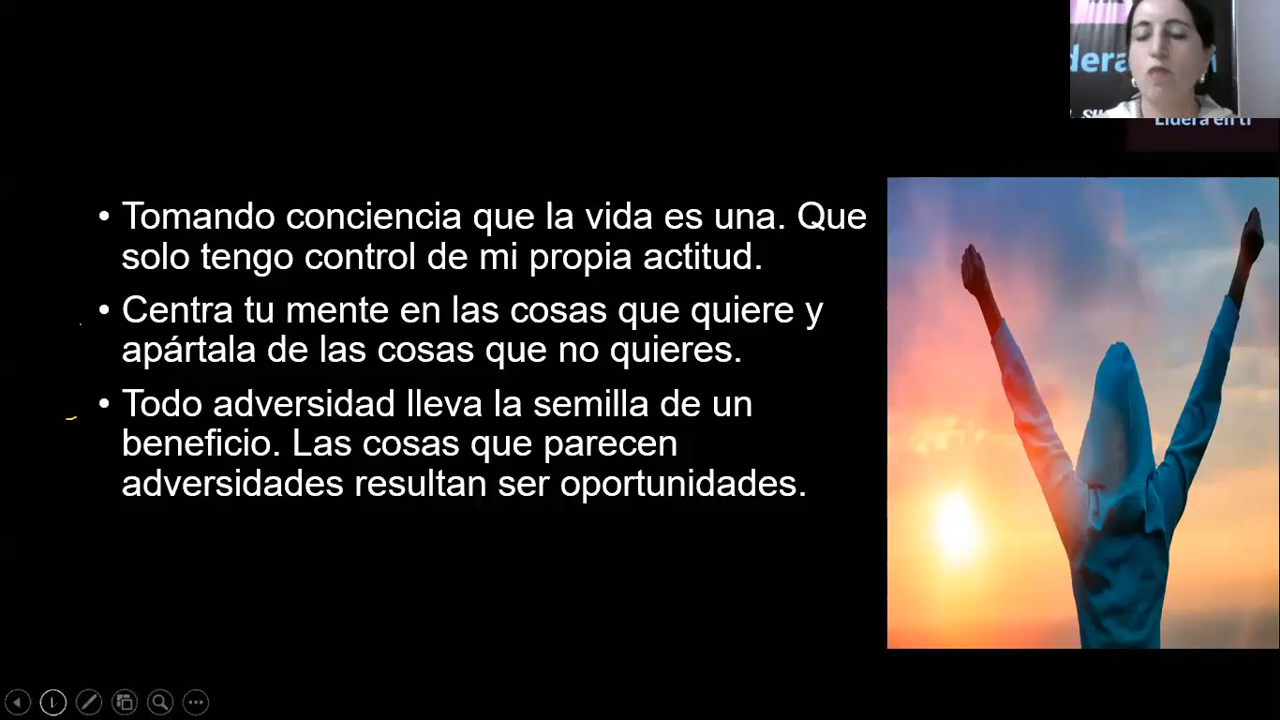 dera
Lidera en ti
• Tomando conciencia que la vida es una. Que
solo tengo control de mi propia actitud.
• Centra tu mente en las cosas que quiere y
apártala de las cosas que no quieres.
• Todo adversidad lleva la semilla de un
beneficio. Las cosas que parecen
adversidades resultan ser oportunidades.